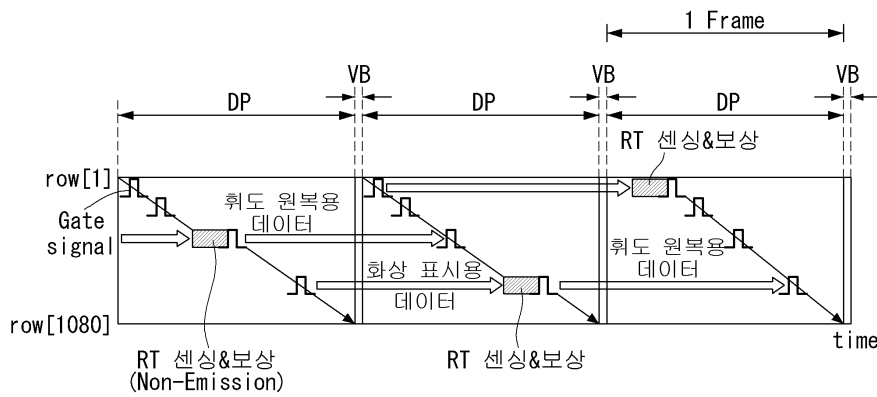 1 Frame
VB
VB
VB
DP
DP
DP
RT 센싱&보상
row[1]
Gate
signal
휘도 원복용
데이터
화상 표시용
데이터
휘도 원복용
데이터
row[1080]
time
RT 센싱&보상
(Non-Emission)
RT 센싱&보상